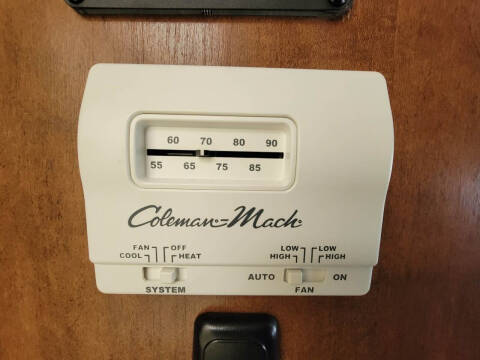 60 70 80 90
55 65 75 85
Coleman-Mach
FAN OFF
COOL HEAT
SYSTEM
LOW LOW
HIGH HIGH
AUTO ON
FAN